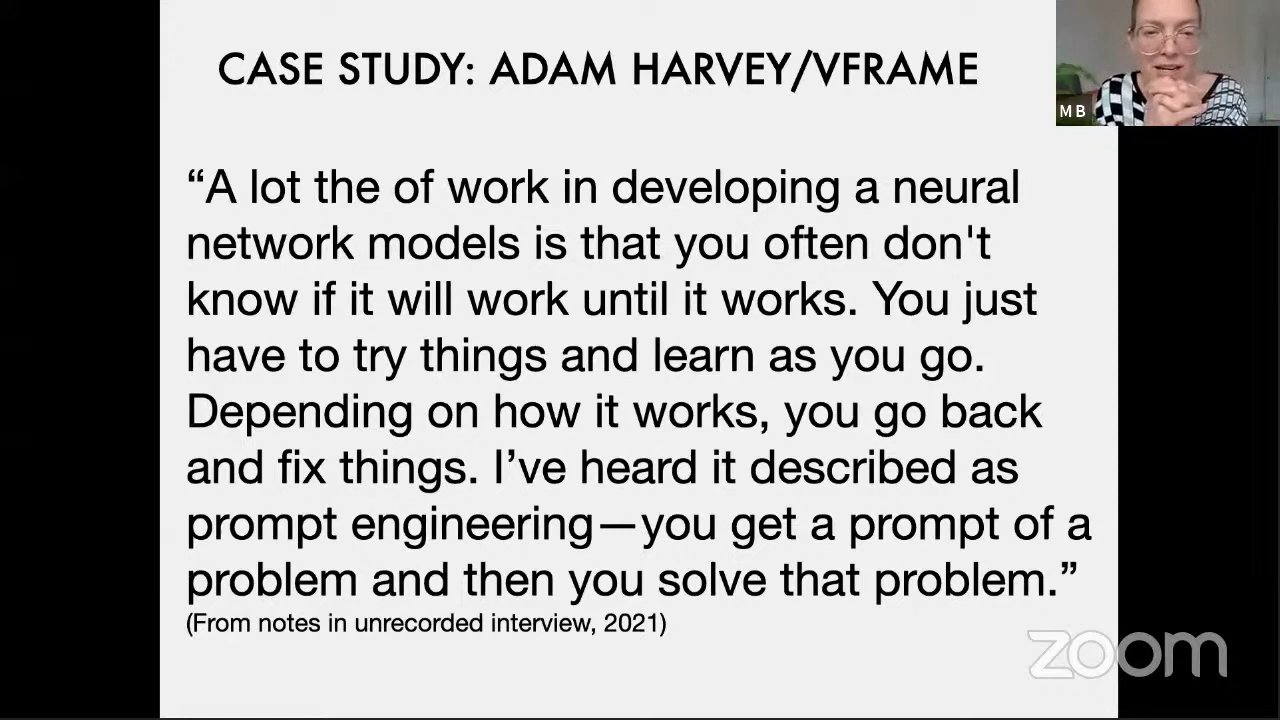 CASE STUDY: ADAM HARVEY/VFRAME
M B
“A lot the of work in developing a neural
network models is that you often don't
know if it will work until it works. You just
have to try things and learn as you go.
Depending on how it works, you go back
and fix things. I’ve heard it described as
prompt engineering—you get a prompt of a
problem and then you solve that problem.”
(From notes in unrecorded interview, 2021)
zoom